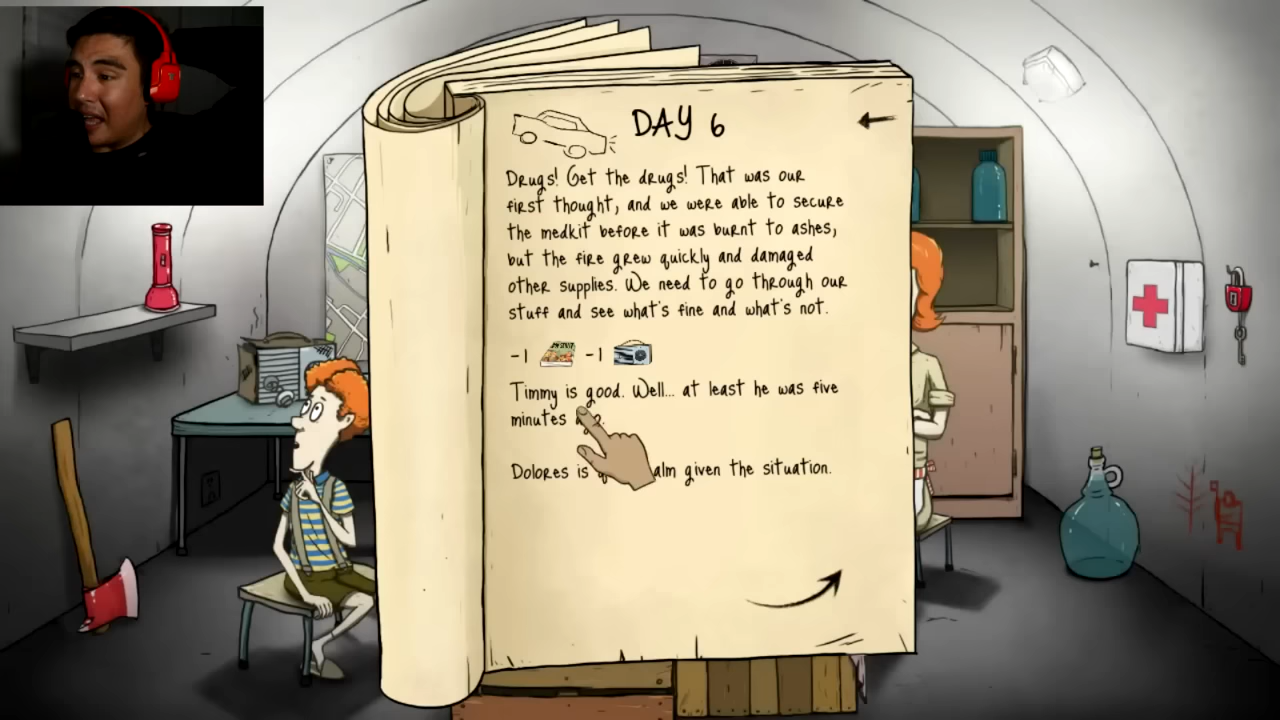 DAY 6
Drugs! Get the drugs! That was our
first thought, and we were able to secure
the medkit before it was burnt to ashes,
but the fire grew quickly and damaged
other supplies. We need to go through our
stuff and see what's fine and what's not.
-1 -1
Timmy is good. Well... at least he was five
minutes
Dolores is given the situation.